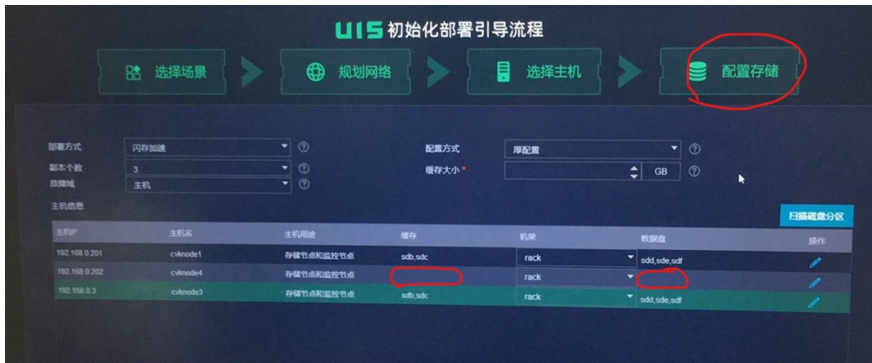 UIS 初始化部署引导流程
选择场景 规划网络 选择主机 配置存储
部署方式 闪存加速 配置方式 厚配置
副本个数 3 缓存大小* GB
故障域 主机
主机信息
扫描磁盘分区
主机IP 主机名 主机用途 缓存 机架 数据盘 操作
192.168.0.201 cvknode1 存储节点和监控节点 sdb,sdc rack sdd,sde,sdf
192.168.0.202 cvknode4 存储节点和监控节点 rack
192.168.0.3 cvknode3 存储节点和监控节点 sdb,sdc rack sdd,sde,sdf